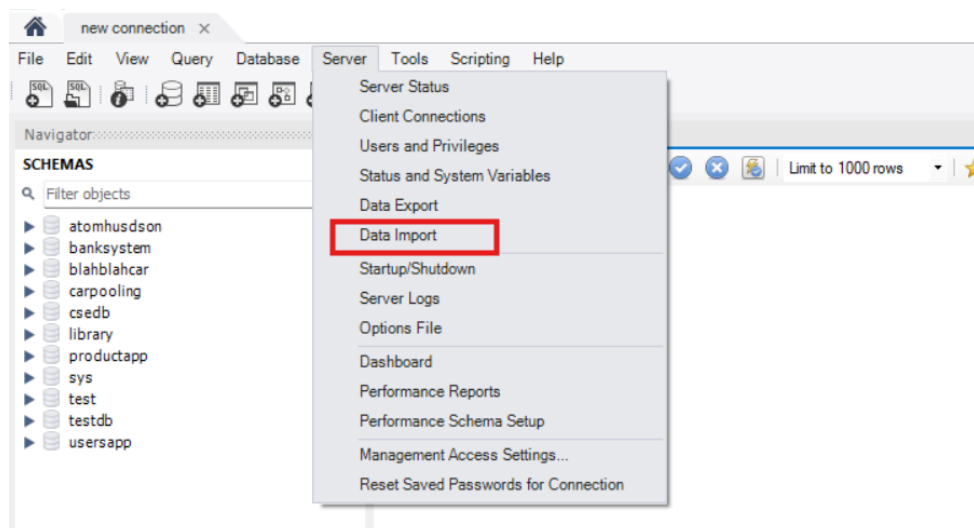 new connection
File Edit View Query Database Server Tools Scripting Help
SQL SQL
Navigator
SCHEMAS
Filter objects
atomhusdson
banksystem
blahblahcar
carpooling
csedb
library
productapp
sys
test
testdb
usersapp
Server Status
Client Connections
Users and Privileges
Status and System Variables
Data Export
Data Import
Startup/Shutdown
Server Logs
Options File
Dashboard
Performance Reports
Performance Schema Setup
Management Access Settings...
Reset Saved Passwords for Connection
Limit to 1000 rows